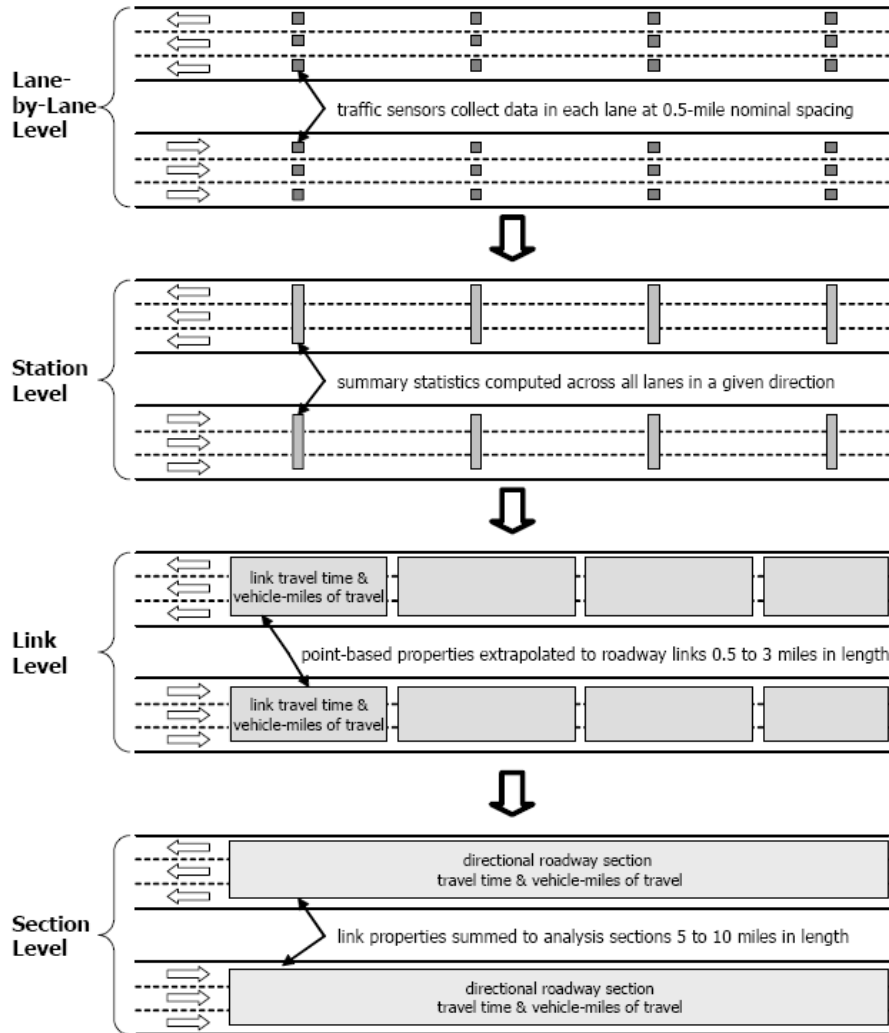 Lane-
by-Lane
Level
traffic sensors collect data in each lane at 0.5-mile nominal spacing
Station
Level
summary statistics computed across all lanes in a given direction
link travel time &
vehicle-miles of travel
Link
Level
point-based properties extrapolated to roadway links 0.5 to 3 miles in length
link travel time &
vehicle-miles of travel
directional roadway section
travel time & vehicle-miles of travel
Section
Level
link properties summed to analysis sections 5 to 10 miles in length
directional roadway section
travel time & vehicle-miles of travel